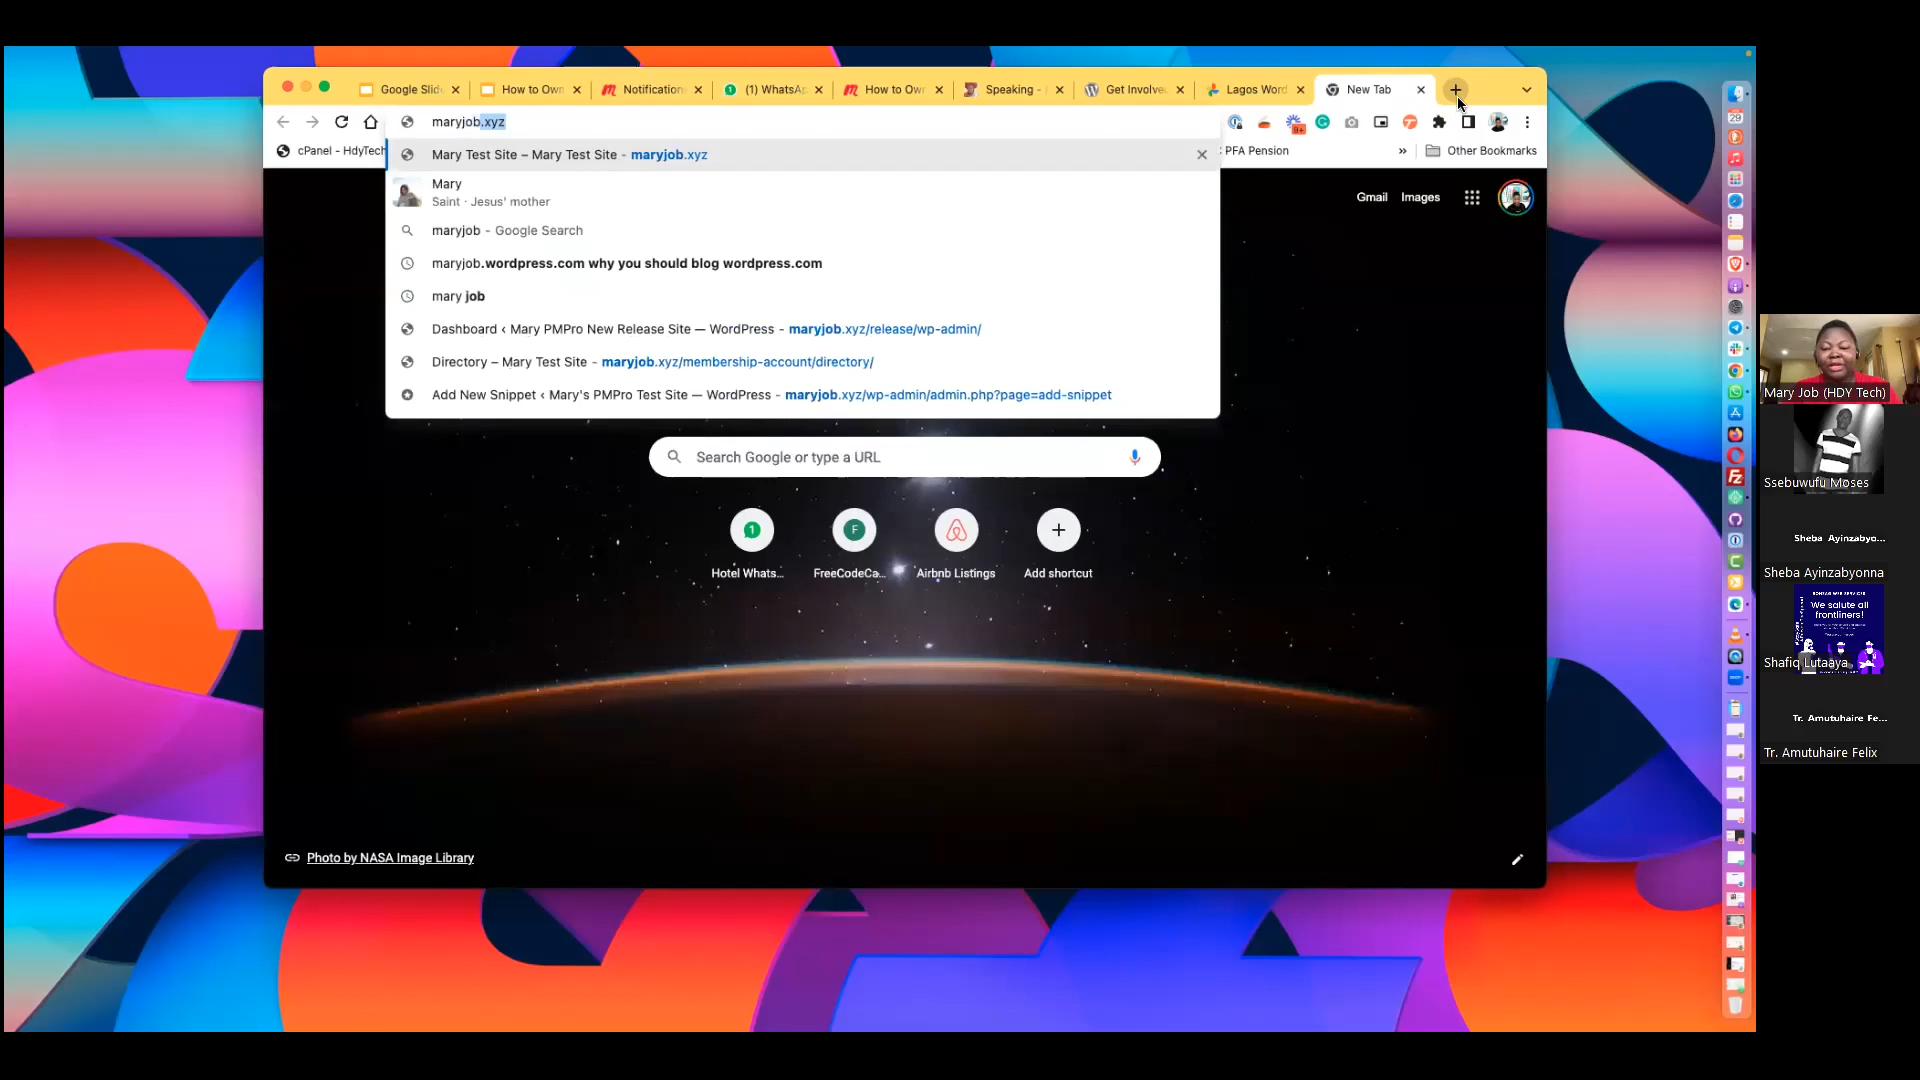 Google Slid
How to Own
Notification
(1) WhatsA
How to Own
Speaking -
Get Involve
Lagos Word
New Tab
maryjob.xyz
9+
cPanel - HdyTech
PFA Pension
»
Other Bookmarks
Mary Test Site – Mary Test Site - maryjob.xyz
Mary
Saint · Jesus' mother
maryjob - Google Search
maryjob.wordpress.com why you should blog wordpress.com
mary job
Dashboard ‹ Mary PMPro New Release Site — WordPress - maryjob.xyz/release/wp-admin/
Directory – Mary Test Site - maryjob.xyz/membership-account/directory/
Add New Snippet ‹ Mary's PMPro Test Site — WordPress - maryjob.xyz/wp-admin/admin.php?page=add-snippet
Gmail
Images
Search Google or type a URL
1
F
Hotel Whats...
FreeCodeCa...
Airbnb Listings
Add shortcut
Photo by NASA Image Library
29
Mary Job (HDY Tech)
Ssebuwufu Moses
Sheba Ayinzabyo...
Sheba Ayinzabyonna
We salute all
frontliners!
Shafiq Lutaaya
Tr. Amutuhaire Fe...
Tr. Amutuhaire Felix